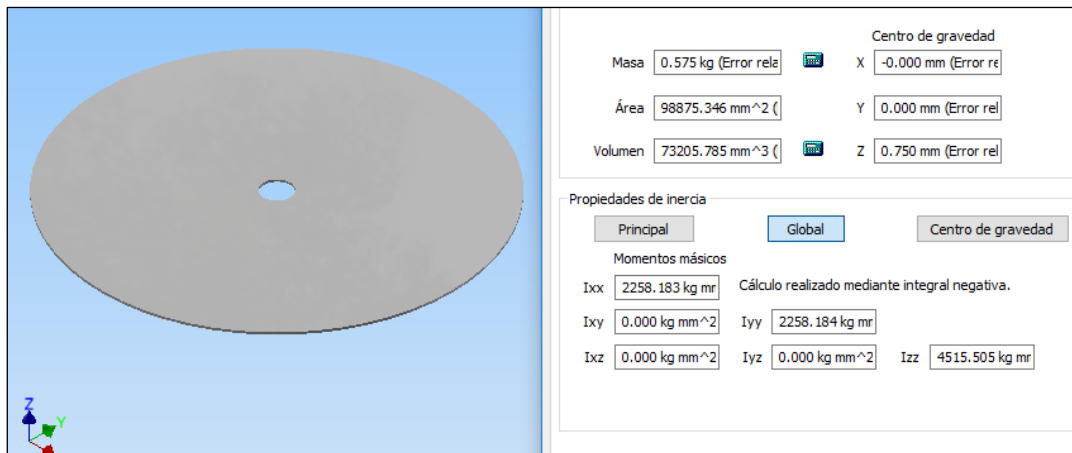 Centro de gravedad
Masa 0.575 kg (Error rela X -0.000 mm (Error re
Área 98875.346 mm^2 ( Y 0.000 mm (Error rel
Volumen 73205.785 mm^3 ( Z 0.750 mm (Error rel
Propiedades de inercia
Principal Global Centro de gravedad
Momentos másicos
Ixx 2258.183 kg mr Cálculo realizado mediante integral negativa.
Ixy 0.000 kg mm^2 Iyy 2258.184 kg mr
Ixz 0.000 kg mm^2 Iyz 0.000 kg mm^2 Izz 4515.505 kg mr
Z
Y